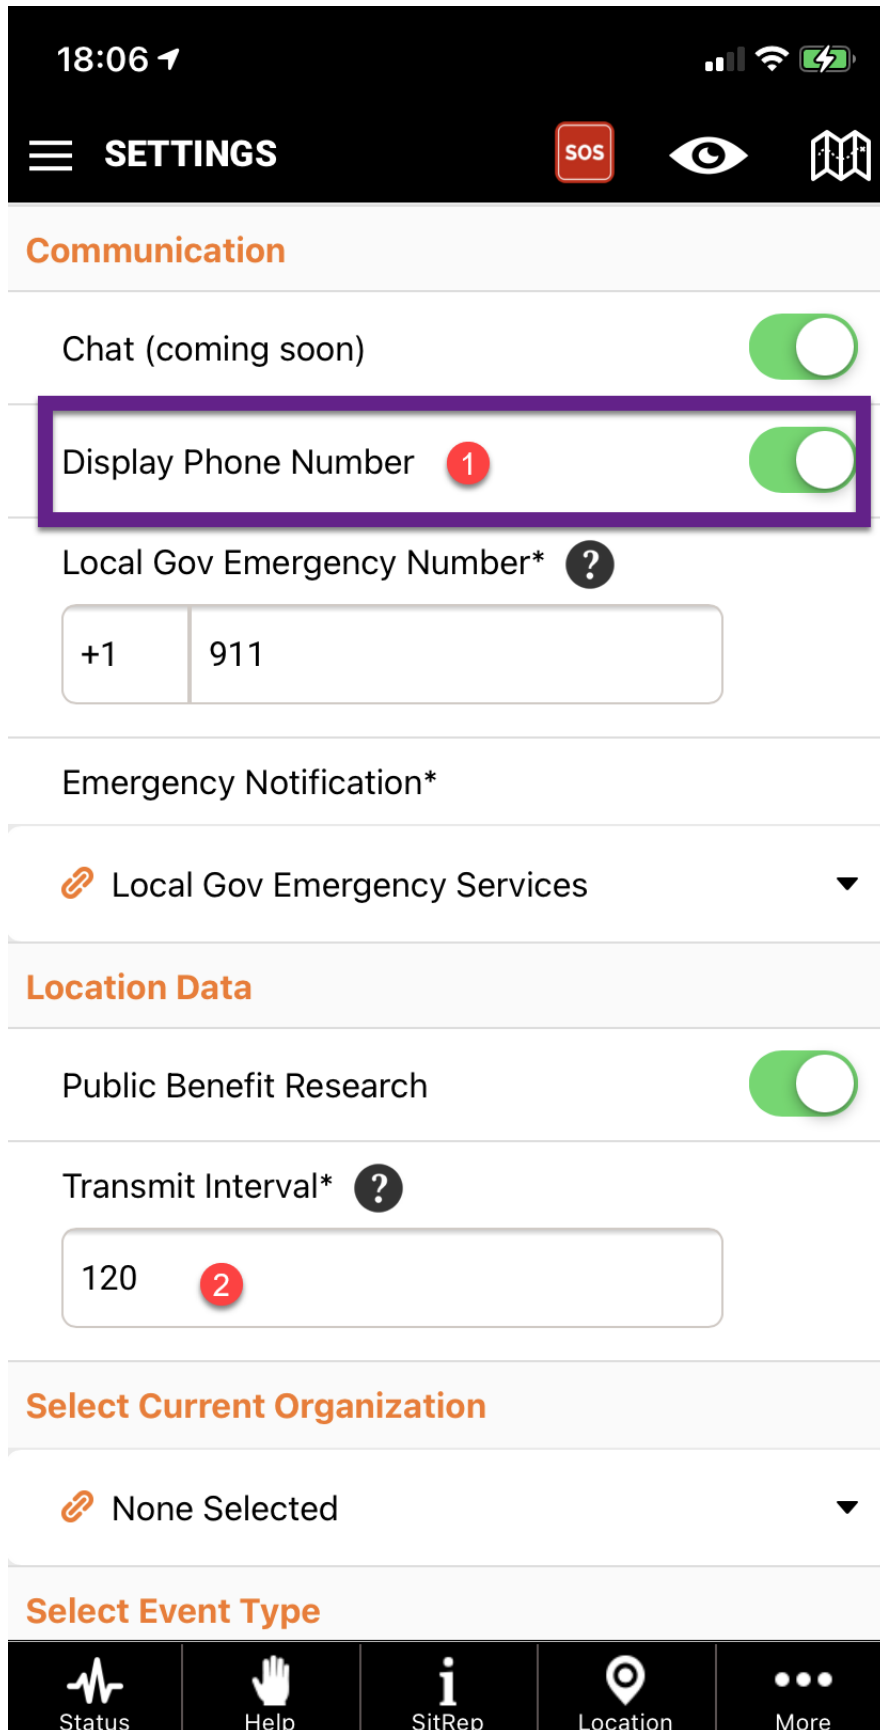 18:06
SETTINGS
SOS
Communication
Chat (coming soon)
Display Phone Number 1
Local Gov Emergency Number* ?
+1 911
Emergency Notification*
Local Gov Emergency Services
Location Data
Public Benefit Research
Transmit Interval* ?
120 2
Select Current Organization
None Selected
Select Event Type
Status Help SitRep Location More